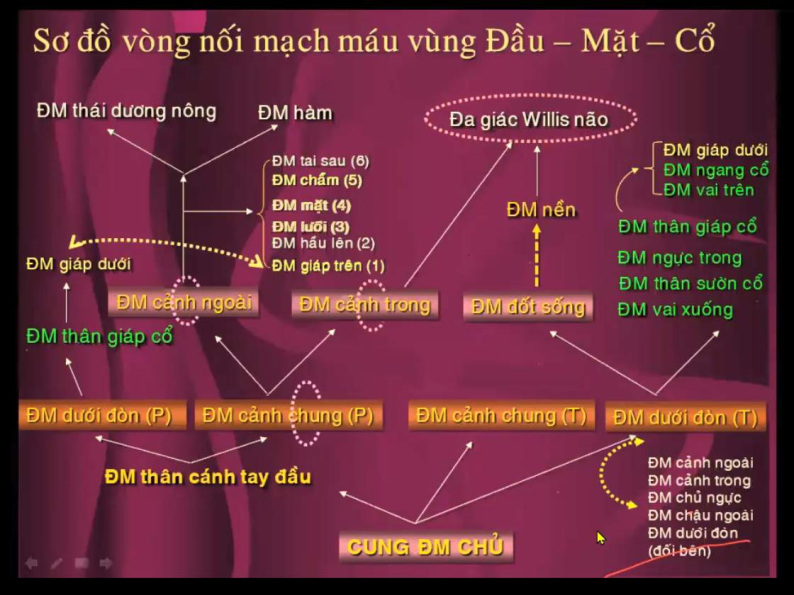 Sơ đồ vòng nối mạch máu vùng Đầu – Mặt – Cổ
ĐM thái dương nông
ĐM hàm
Đa giác Willis não
ĐM tai sau (6)
ĐM chẩm (5)
ĐM mặt (4)
ĐM lưỡi (3)
ĐM hầu lên (2)
ĐM giáp trên (1)
ĐM giáp dưới
ĐM ngang cổ
ĐM vai trên
ĐM nền
ĐM thân giáp cổ
ĐM ngực trong
ĐM thân sườn cổ
ĐM vai xuống
ĐM giáp dưới
ĐM cảnh ngoài
ĐM cảnh trong
ĐM đốt sống
ĐM thân giáp cổ
ĐM dưới đòn (P)
ĐM cảnh chung (P)
ĐM cảnh chung (T)
ĐM dưới đòn (T)
ĐM thân cánh tay đầu
ĐM cảnh ngoài
ĐM cảnh trong
ĐM chủ ngực
ĐM chậu ngoài
ĐM dưới đón
(đối bên)
CUNG ĐM CHỦ